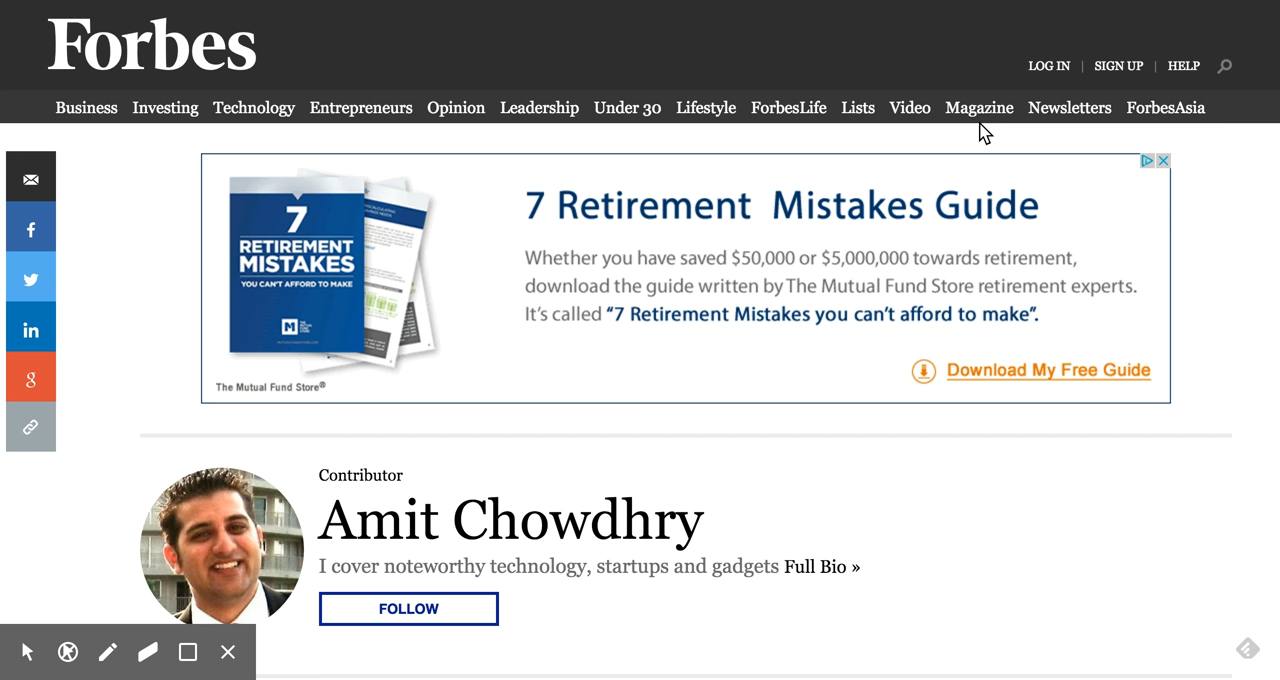 Forbes
LOG IN | SIGN UP | HELP
Business Investing Technology Entrepreneurs Opinion Leadership Under 30 Lifestyle ForbesLife Lists Video Magazine Newsletters ForbesAsia
7
RETIREMENT
MISTAKES
YOU CAN'T AFFORD TO MAKE
M THE MUTUAL FUND STORE
The Mutual Fund Store®
7 Retirement Mistakes Guide
Whether you have saved $50,000 or $5,000,000 towards retirement,
download the guide written by The Mutual Fund Store retirement experts.
It's called “7 Retirement Mistakes you can't afford to make”.
Download My Free Guide
Contributor
Amit Chowdhry
I cover noteworthy technology, startups and gadgets Full Bio »
FOLLOW